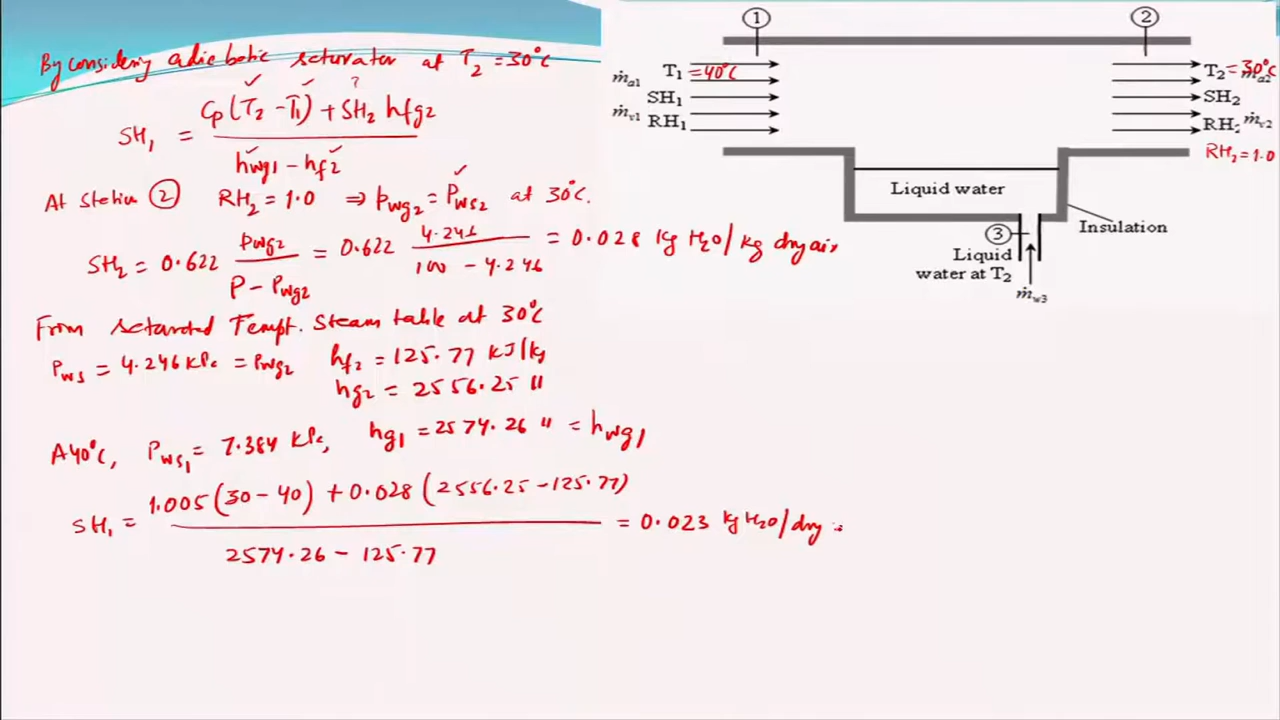 By considering adiabatic saturator at T2 = 30°C
SH1 = (Cp(T2 - T1) + SH2 hfg2) / (hwg1 - hf2)
?
At Station ② RH2 = 1.0 ⇒ pwg2 = Pws2 at 30°C.
SH2 = 0.622 pwg2 / (P - Pwg2) = 0.622 4.246 / (100 - 4.246) = 0.028 kg H2O/kg dry air
From saturated Tempt. Steam table at 30°C
Pws = 4.246 KPa = Pwg2 hf2 = 125.77 KJ/kg
hg2 = 2556.25 "
A 40°C, Pws1 = 7.384 KPa, hg1 = 2574.26 " = hwg1
SH1 = (1.005(30 - 40) + 0.028(2556.25 - 125.77)) / (2574.26 - 125.77) = 0.023 kg H2O/dry
① ②
ṁa1 T1 = 40°C
SH1
ṁv1 RH1
T2 = 30°C
ṁa2
SH2
RH2 ṁv2
RH2 = 1.0
Liquid water
Insulation
③
Liquid
water at T2
ṁw3